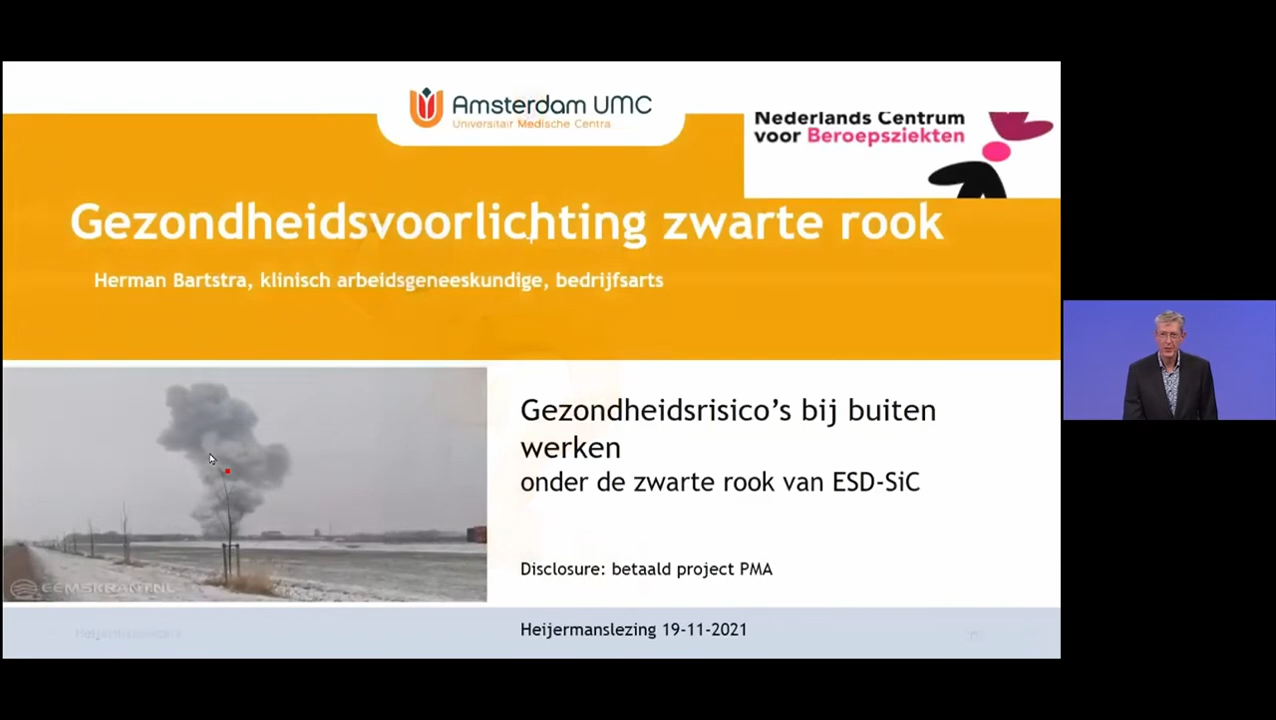 Amsterdam UMC
Universitair Medische Centra
Nederlands Centrum
voor Beroepsziekten
Gezondheidsvoorlichting zwarte rook
Herman Bartstra, klinisch arbeidsgeneeskundige, bedrijfsarts
Gezondheidsrisico's bij buiten
werken
onder de zwarte rook van ESD-SiC
Disclosure: betaald project PMA
EEMSKRANT.NL
Heijermanslezing 19-11-2021